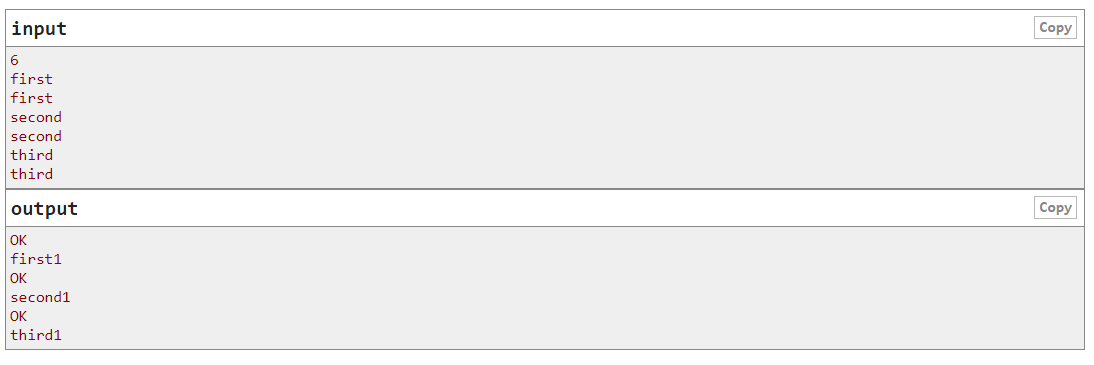 input
Copy
6
first
first
second
second
third
third
output
Copy
OK
first1
OK
second1
OK
third1